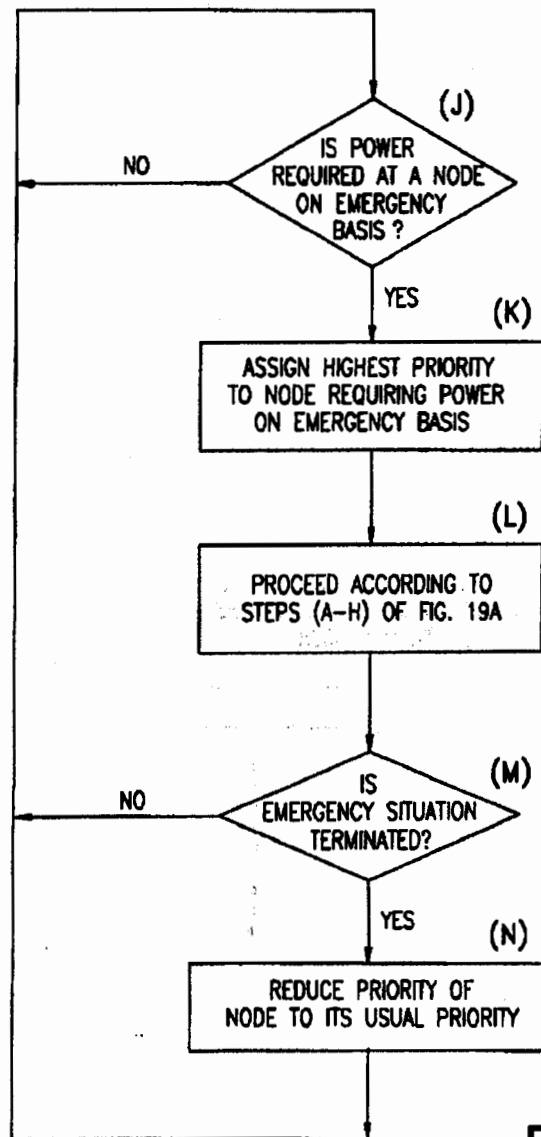 (J)
IS POWER
REQUIRED AT A NODE
ON EMERGENCY
BASIS ?
NO
YES
(K)
ASSIGN HIGHEST PRIORITY
TO NODE REQUIRING POWER
ON EMERGENCY BASIS
(L)
PROCEED ACCORDING TO
STEPS (A-H) OF FIG. 19A
(M)
IS
EMERGENCY SITUATION
TERMINATED?
NO
YES
(N)
REDUCE PRIORITY OF
NODE TO ITS USUAL PRIORITY